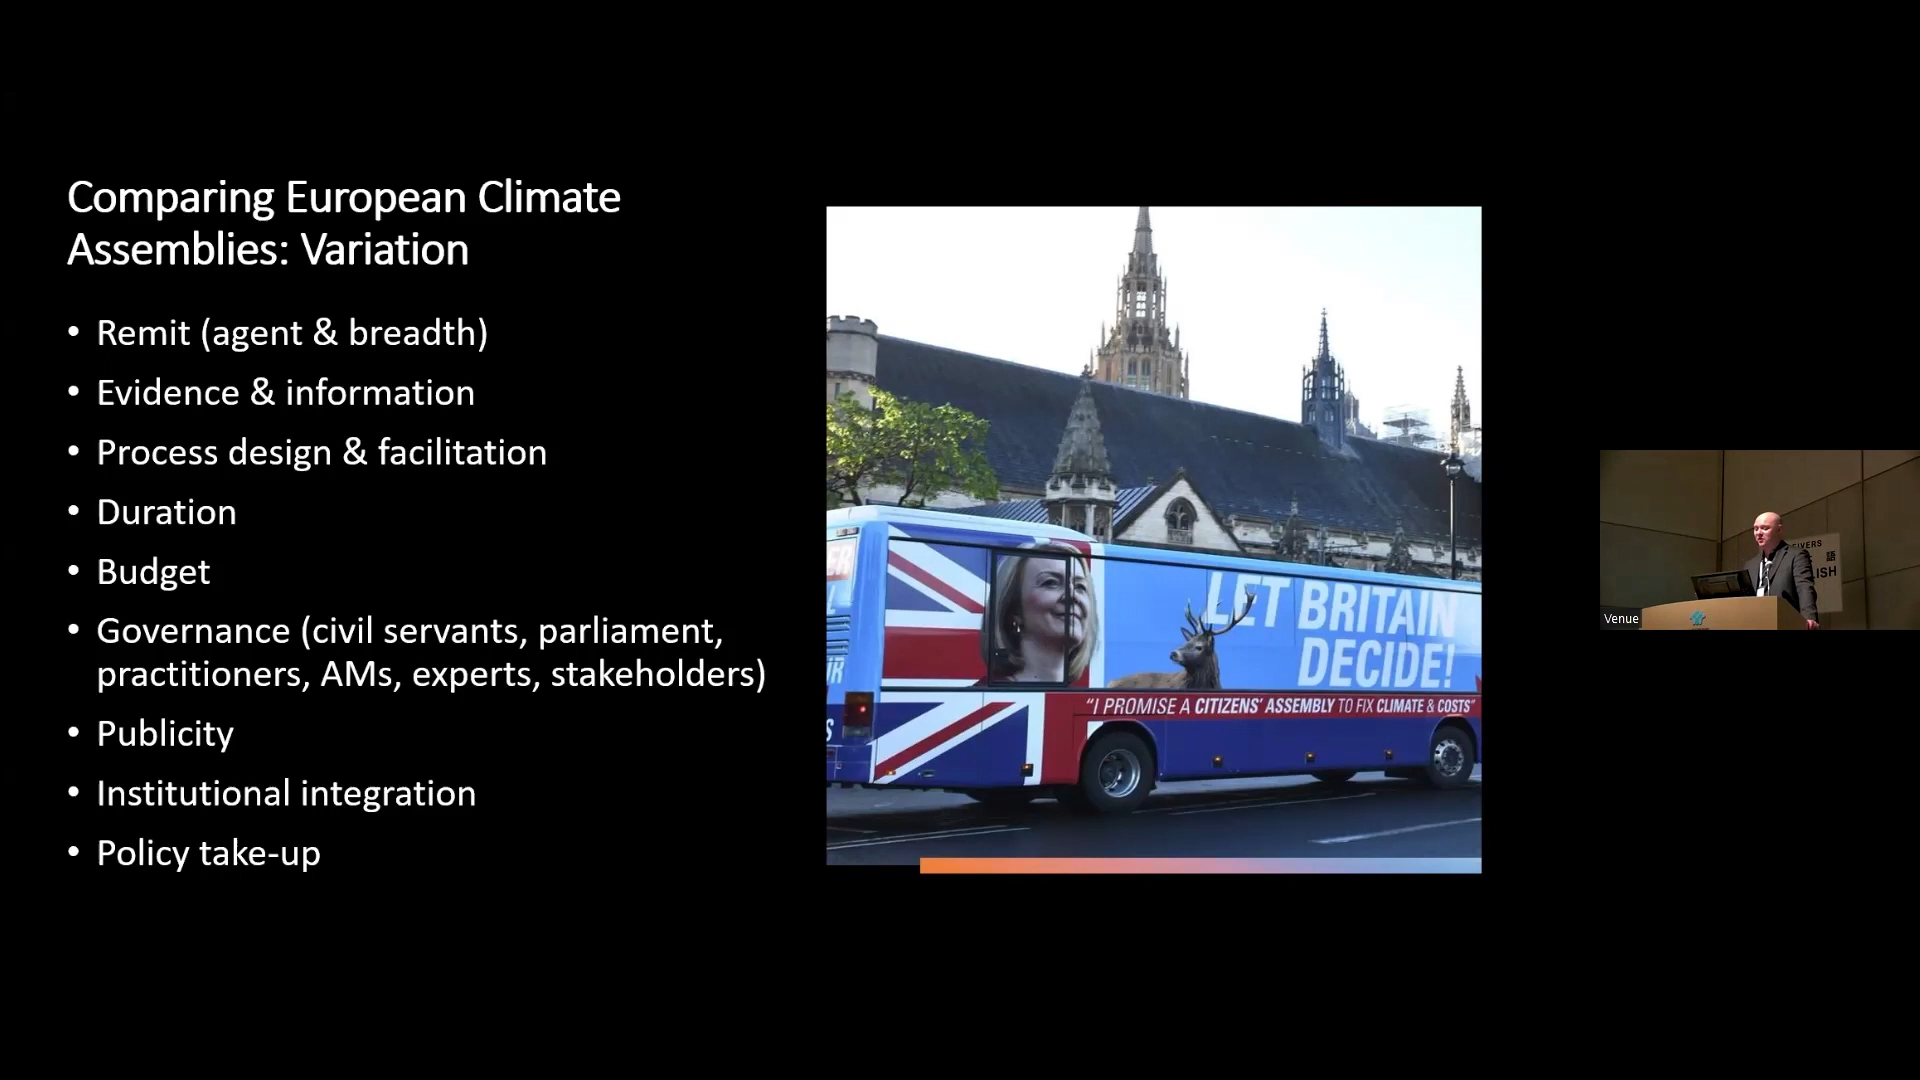 Comparing European Climate
Assemblies: Variation
• Remit (agent & breadth)
• Evidence & information
• Process design & facilitation
• Duration
• Budget
• Governance (civil servants, parliament,
practitioners, AMs, experts, stakeholders)
• Publicity
• Institutional integration
• Policy take-up
LET BRITAIN
DECIDE!
"I PROMISE A CITIZENS' ASSEMBLY TO FIX CLIMATE & COSTS"
Venue